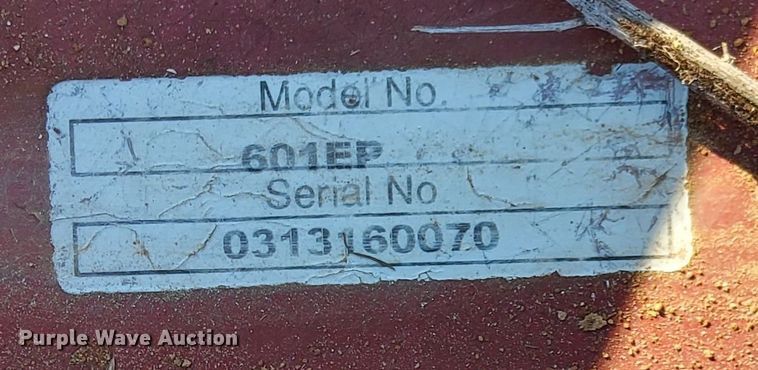 Model No.
601EP
Serial No
0313160070
Purple Wave Auction